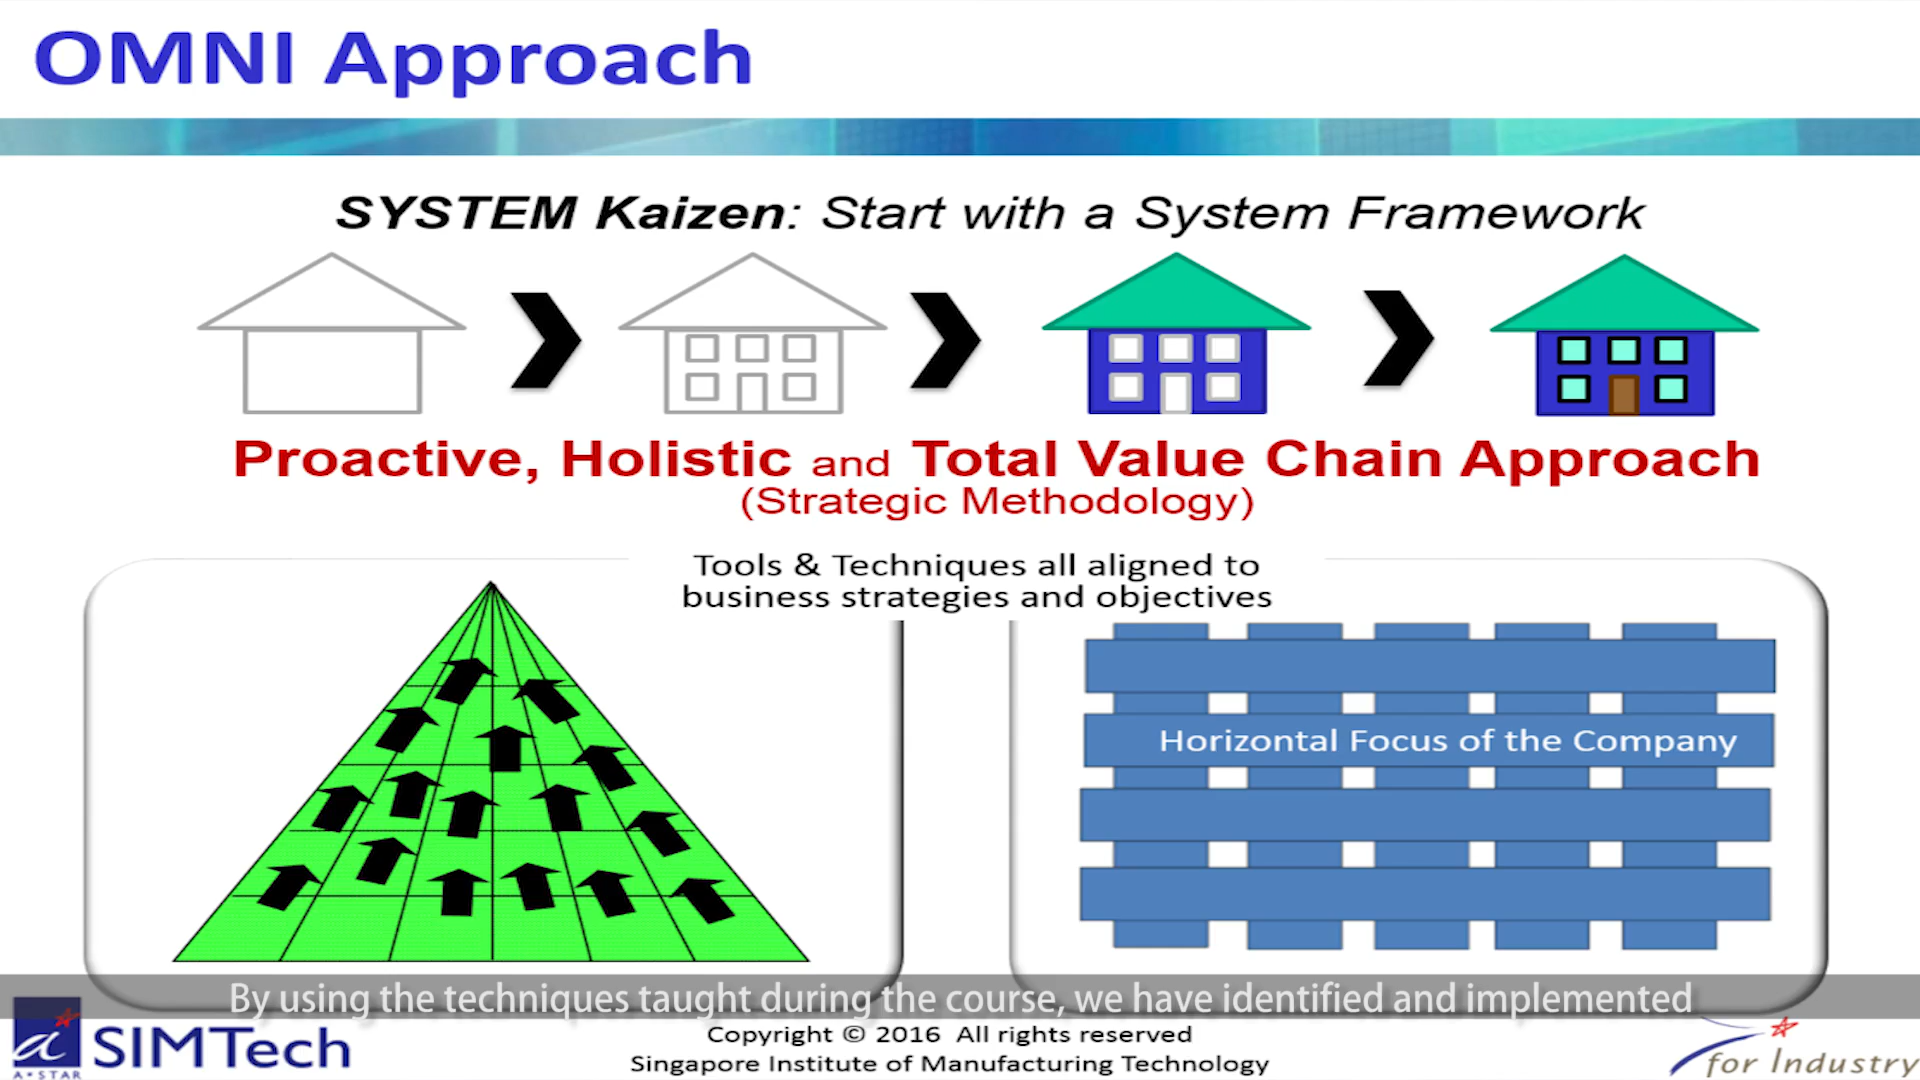 OMNI Approach
SYSTEM Kaizen: Start with a System Framework
Proactive, Holistic and Total Value Chain Approach
(Strategic Methodology)
Tools & Techniques all aligned to
business strategies and objectives
Horizontal Focus of the Company
By using the techniques taught during the course, we have identified and implemented
a
A★STAR
SIMTech
Copyright © 2016 All rights reserved
Singapore Institute of Manufacturing Technology
for Industry